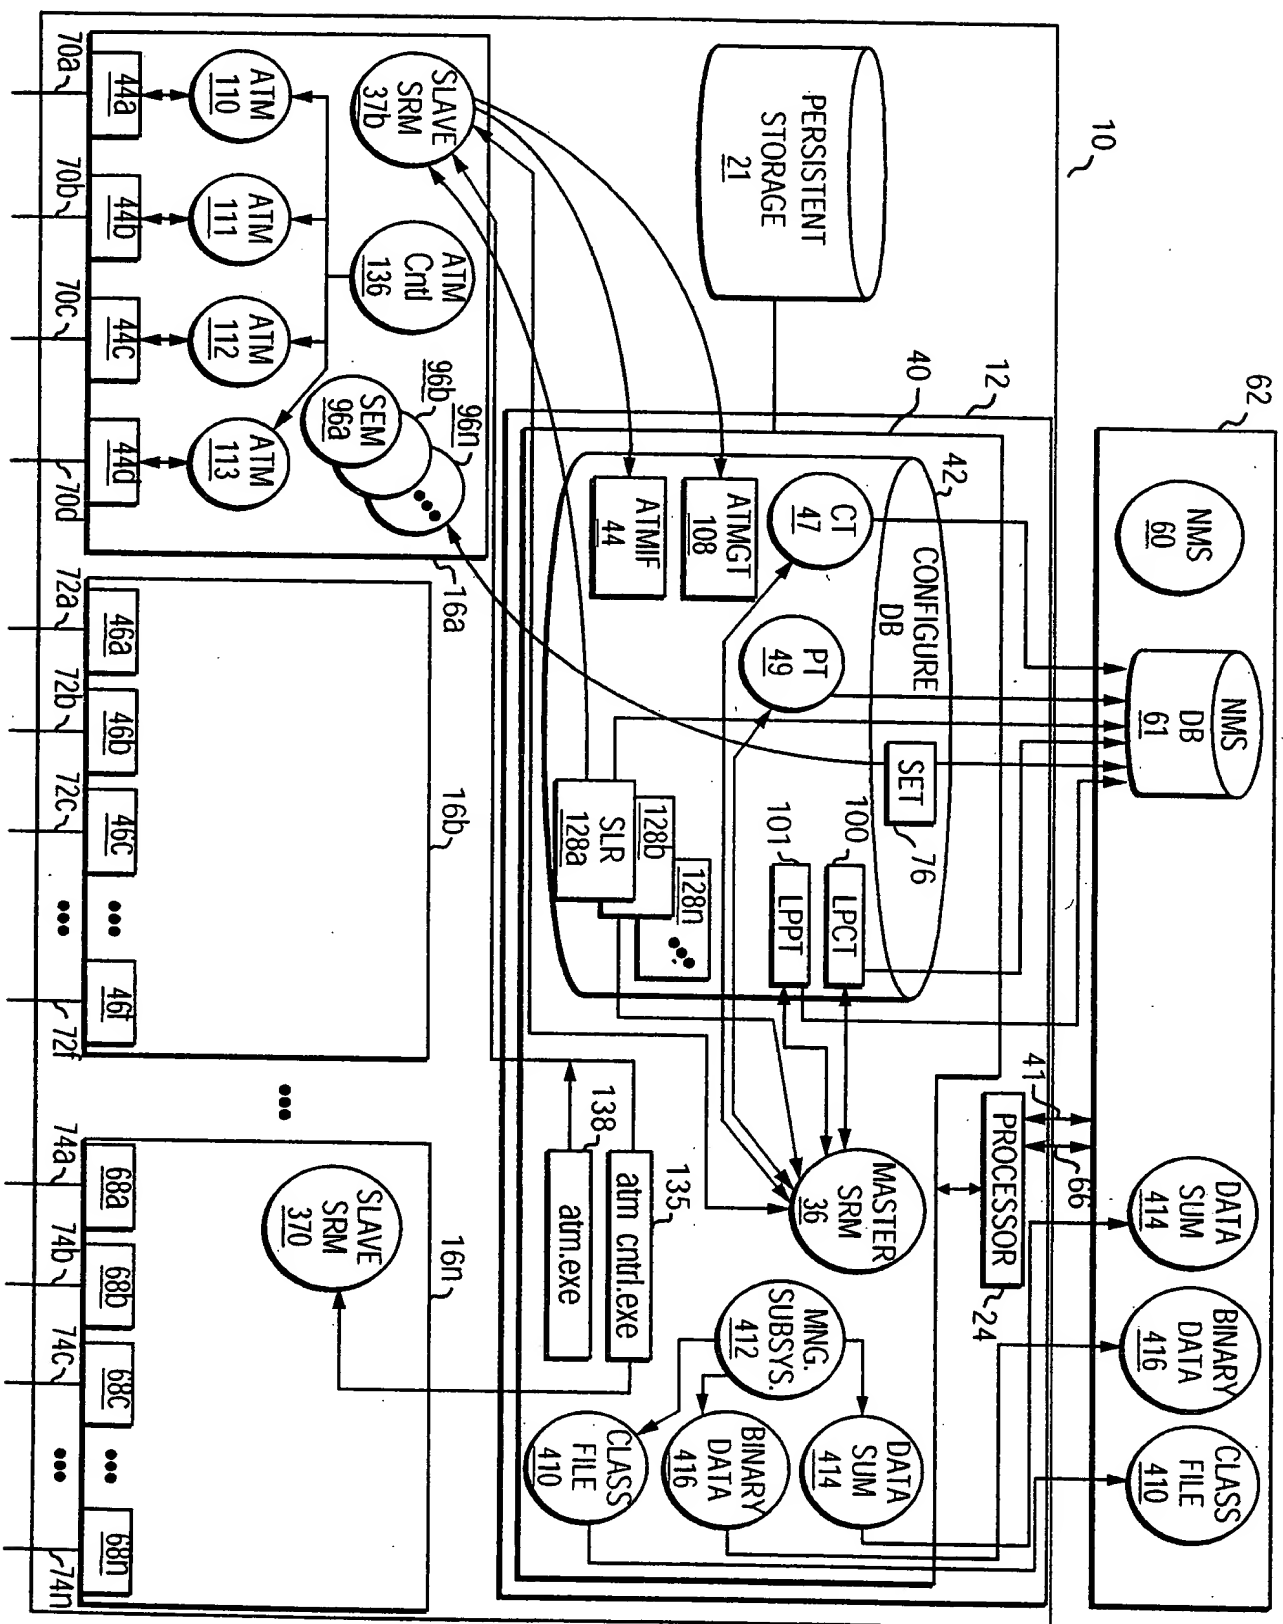 62
NMS
60
NMS
DB
61
DATA
SUM
414
BINARY
DATA
416
CLASS
FILE
410
10
12
40
42
41
66
PROCESSOR
24
PERSISTENT
STORAGE
21
CONFIGURE
DB
CT
47
PT
49
SET
76
ATMGT
108
ATMIF
44
100
LPCT
101
LPPT
SLR
128a
128b
128n
MASTER
SRM
36
MNG.
SUBSYS.
412
DATA
SUM
414
BINARY
DATA
416
CLASS
FILE
410
135
atm cntrl.exe
138
atm.exe
SLAVE
SRM
37b
ATM
Cntl
136
SEM
96a
96b
96n
ATM
110
ATM
111
ATM
112
ATM
113
44a
44b
44c
44d
70a
70b
70c
70d
16a
16b
46a
46b
46c
46f
72a
72b
72c
72f
16n
SLAVE
SRM
370
68a
68b
68c
68n
74a
74b
74c
74n